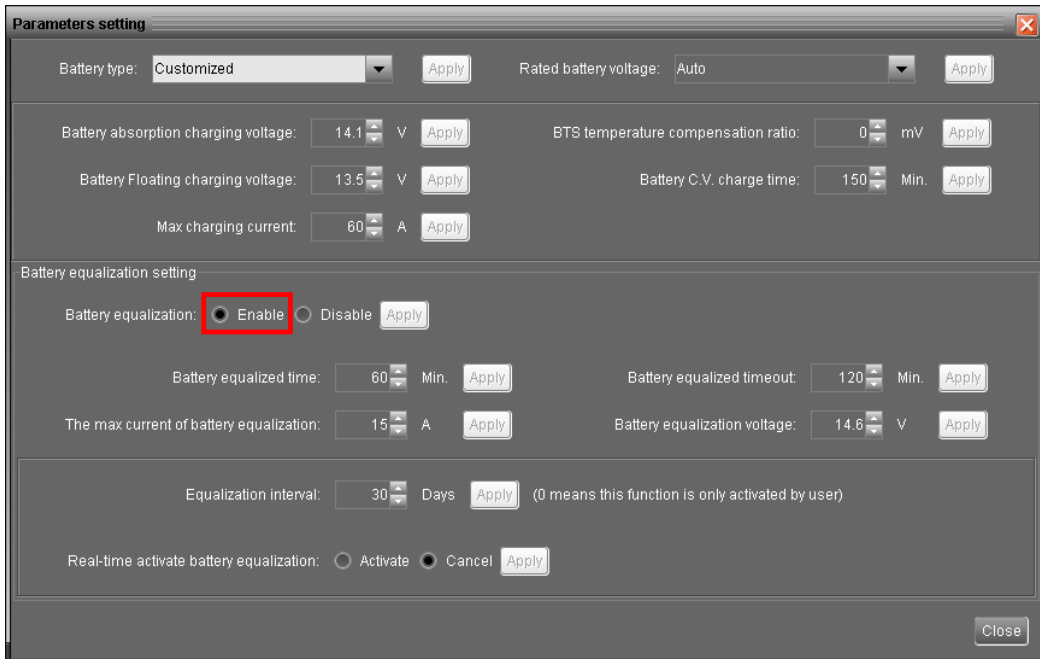 Parameters setting
Battery type: Customized Apply Rated battery voltage: Auto Apply
Battery absorption charging voltage: 14.1 V Apply BTS temperature compensation ratio: 0 mV Apply
Battery Floating charging voltage: 13.5 V Apply Battery C.V. charge time: 150 Min. Apply
Max charging current: 60 A Apply
Battery equalization setting
Battery equalization: Enable Disable Apply
Battery equalized time: 60 Min. Apply Battery equalized timeout: 120 Min. Apply
The max current of battery equalization: 15 A Apply Battery equalization voltage: 14.6 V Apply
Equalization interval: 30 Days Apply (0 means this function is only activated by user)
Real-time activate battery equalization: Activate Cancel Apply
Close